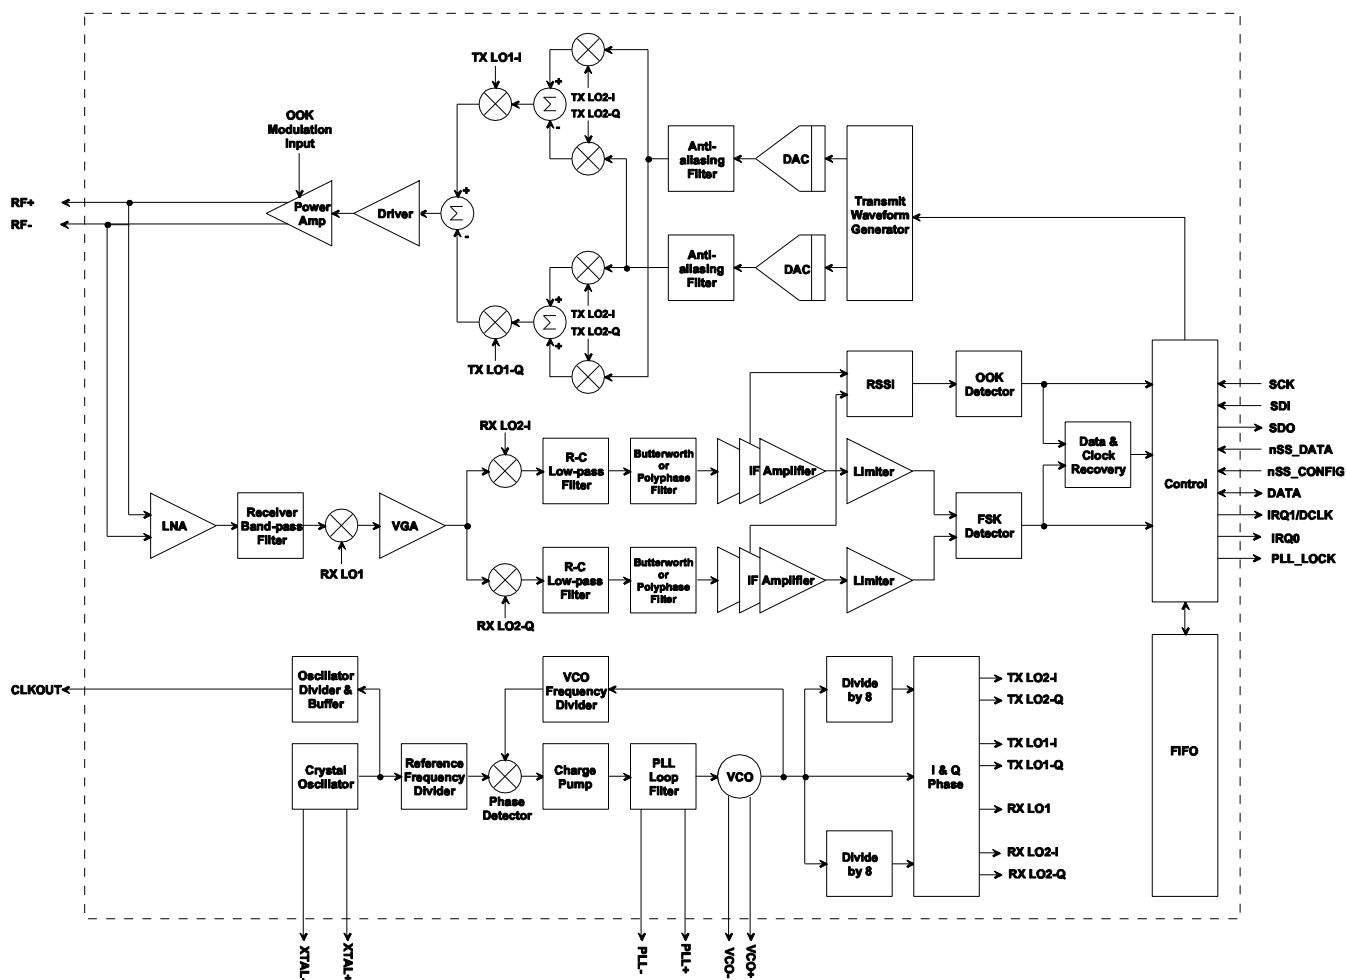 TX LO1-I
+
Σ
-
TX LO2-I
TX LO2-Q
OOK
Modulation
Input
Anti-
aliasing
Filter
DAC
RF+
RF-
Power
Amp
Driver
+
Σ
-
Transmit
Waveform
Generator
Anti-
aliasing
Filter
DAC
+
Σ
+
TX LO2-I
TX LO2-Q
TX LO1-Q
RSSI
OOK
Detector
SCK
SDI
SDO
nSS_DATA
nSS_CONFIG
DATA
IRQ1/DCLK
IRQ0
PLL_LOCK
RX LO2-I
R-C
Low-pass
Filter
Butterworth
or
Polyphase
Filter
IF Amplifier
Limiter
Data &
Clock
Recovery
Control
LNA
Receiver
Band-pass
Filter
RX LO1
VGA
FSK
Detector
RX LO2-Q
R-C
Low-pass
Filter
Butterworth
or
Polyphase
Filter
IF Amplifier
Limiter
CLKOUT
Oscillator
Divider &
Buffer
VCO
Frequency
Divider
Divide
by 8
Crystal
Oscillator
Reference
Frequency
Divider
Phase
Detector
Charge
Pump
PLL
Loop
Filter
VCO
I & Q
Phase
Divide
by 8
TX LO2-I
TX LO2-Q
TX LO1-I
TX LO1-Q
RX LO1
RX LO2-I
RX LO2-Q
FIFO
XTAL-
XTAL+
PLL-
PLL+
VCO-
VCO+